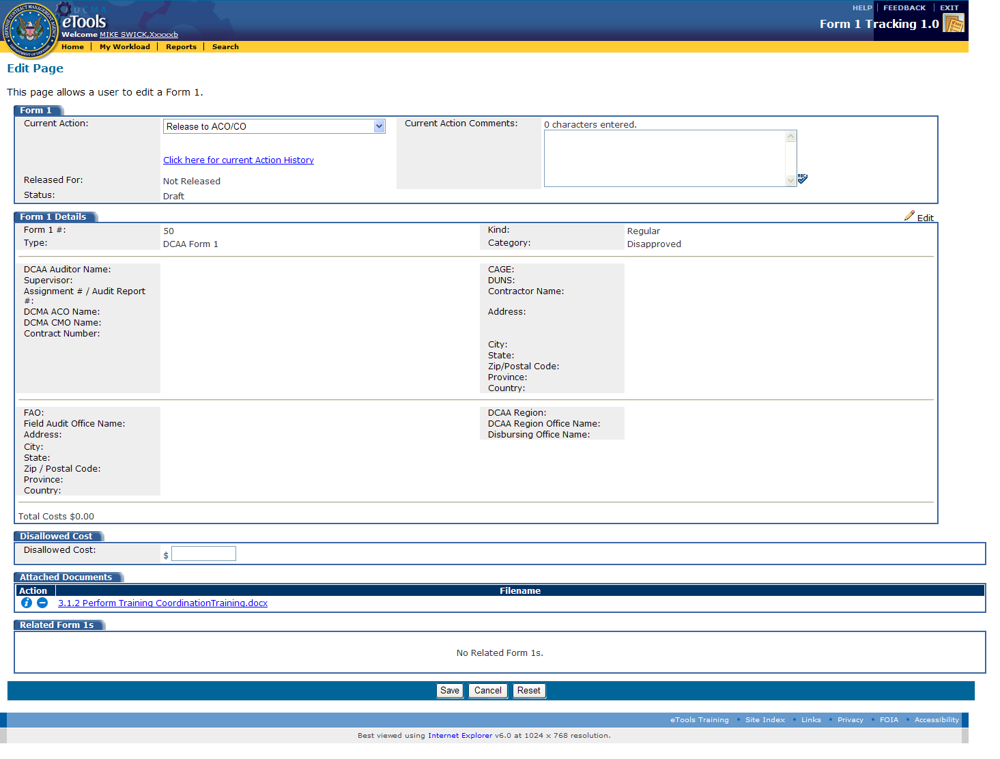 HELP | FEEDBACK | EXIT
DCMA
eTools
Form 1 Tracking 1.0
Welcome MIKE SWICK,Xxxxxb
Home | My Workload | Reports | Search
DEFENSE CONTRACT MANAGEMENT AGENCY
DEPARTMENT OF DEFENSE
Edit Page
This page allows a user to edit a Form 1.
Form 1
Current Action: Release to ACO/CO Current Action Comments: 0 characters entered.
Click here for current Action History
ABC
Released For: Not Released
Status: Draft
Form 1 Details
Edit
Form 1 #: 50 Kind: Regular
Type: DCAA Form 1 Category: Disapproved
DCAA Auditor Name: CAGE:
Supervisor: DUNS:
Assignment # / Audit Report Contractor Name:
#:
DCMA ACO Name: Address:
DCMA CMO Name:
Contract Number:
City:
State:
Zip/Postal Code:
Province:
Country:
FAO: DCAA Region:
Field Audit Office Name: DCAA Region Office Name:
Address: Disbursing Office Name:
City:
State:
Zip / Postal Code:
Province:
Country:
Total Costs $0.00
Disallowed Cost
Disallowed Cost: $
Attached Documents
Action Filename
3.1.2 Perform Training CoordinationTraining.docx
Related Form 1s
No Related Form 1s.
Save Cancel Reset
eTools Training • Site Index • Links • Privacy • FOIA • Accessibility
Best viewed using Internet Explorer v6.0 at 1024 x 768 resolution.